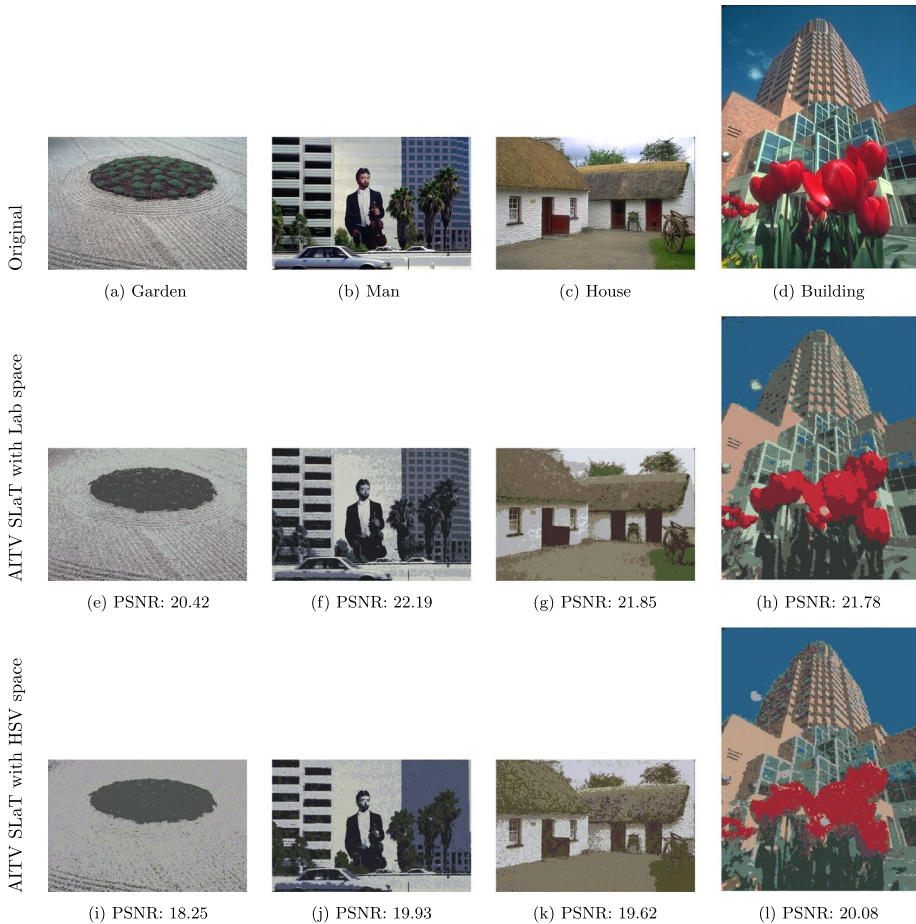 Original
(a) Garden
(b) Man
(c) House
(d) Building
AITV SLaT with Lab space
(e) PSNR: 20.42
(f) PSNR: 22.19
(g) PSNR: 21.85
(h) PSNR: 21.78
AITV SLaT with HSV space
(i) PSNR: 18.25
(j) PSNR: 19.93
(k) PSNR: 19.62
(l) PSNR: 20.08